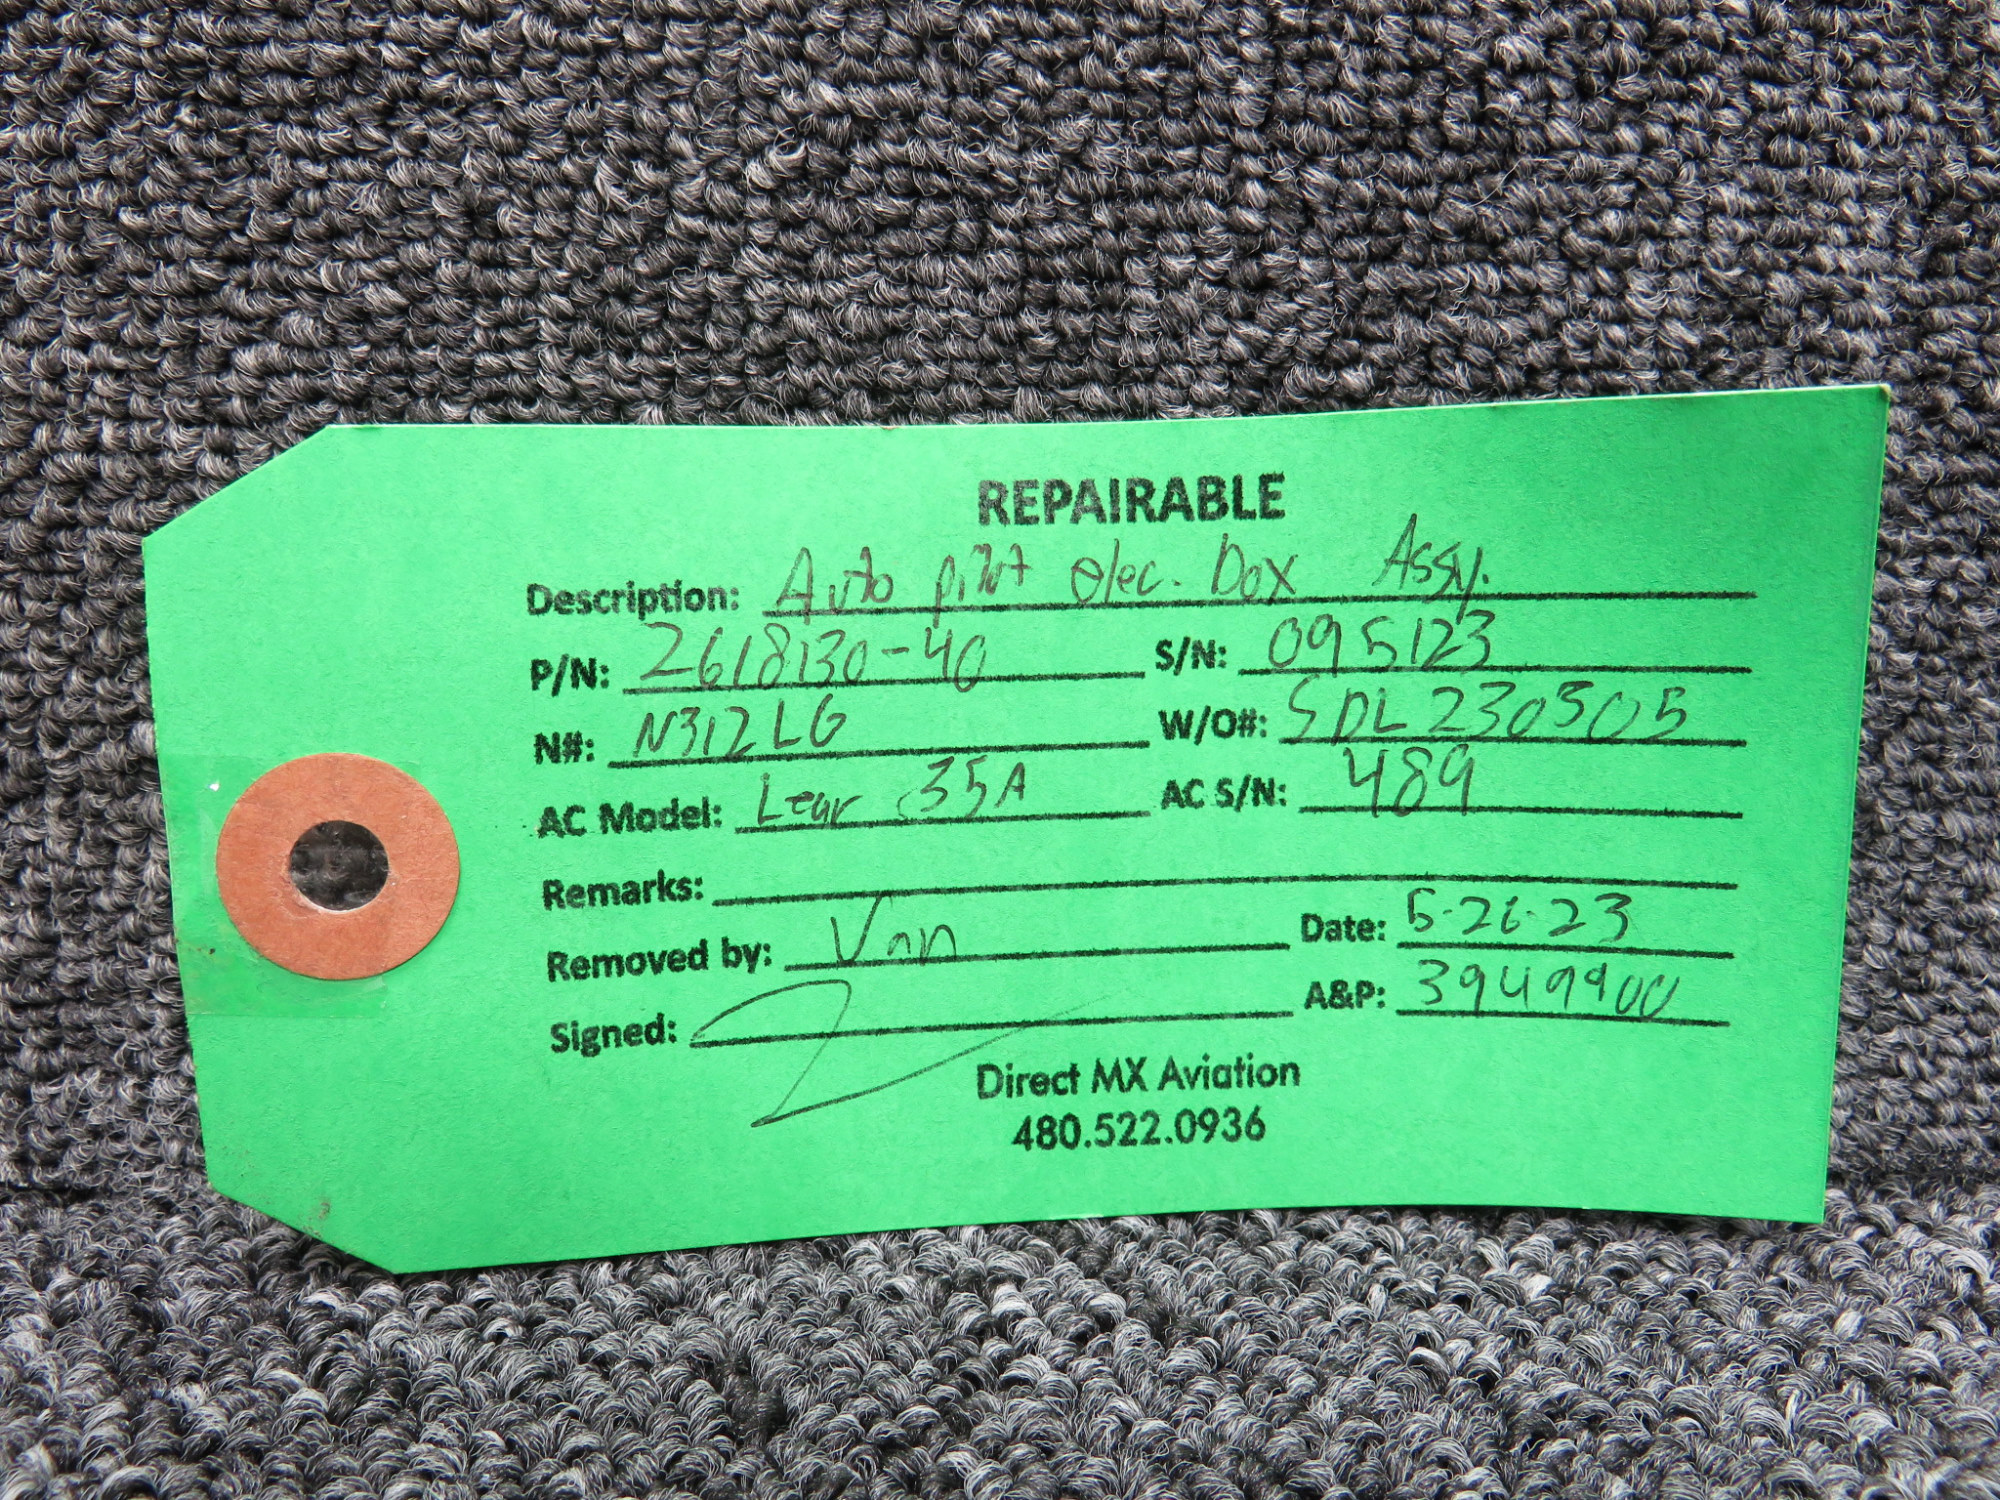 REPAIRABLE
Description: Auto pilot elec. Box Assy.
P/N: 2618130-40 S/N: 095123
N#: N312LG W/O#: SDL230505
AC Model: Lear 35A AC S/N: 489
Remarks:
Removed by: Van Date: 5-26-23
Signed: A&P: 3949900
Direct MX Aviation
480.522.0936